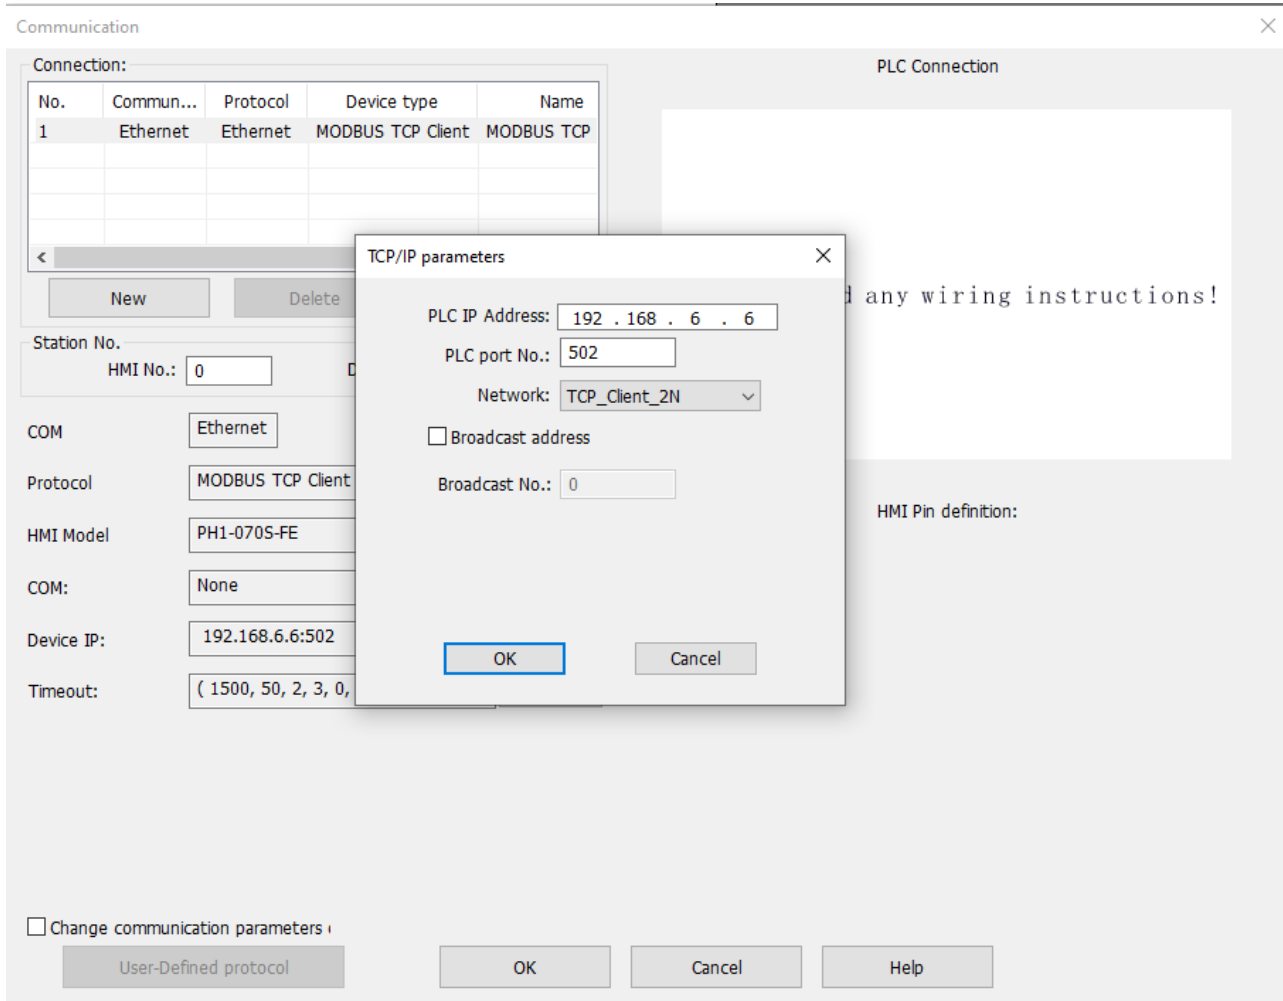 Communication
Connection:
No. Commun... Protocol Device type Name
1 Ethernet Ethernet MODBUS TCP Client MODBUS TCP
New Delete
Station No.
HMI No.: 0
COM Ethernet
Protocol MODBUS TCP Client
HMI Model PH1-070S-FE
COM: None
Device IP: 192.168.6.6:502
Timeout: ( 1500, 50, 2, 3, 0,
TCP/IP parameters
PLC IP Address: 192 . 168 . 6 . 6
PLC port No.: 502
Network: TCP_Client_2N
Broadcast address
Broadcast No.: 0
OK Cancel
PLC Connection
any wiring instructions!
HMI Pin definition:
Change communication parameters
User-Defined protocol OK Cancel Help